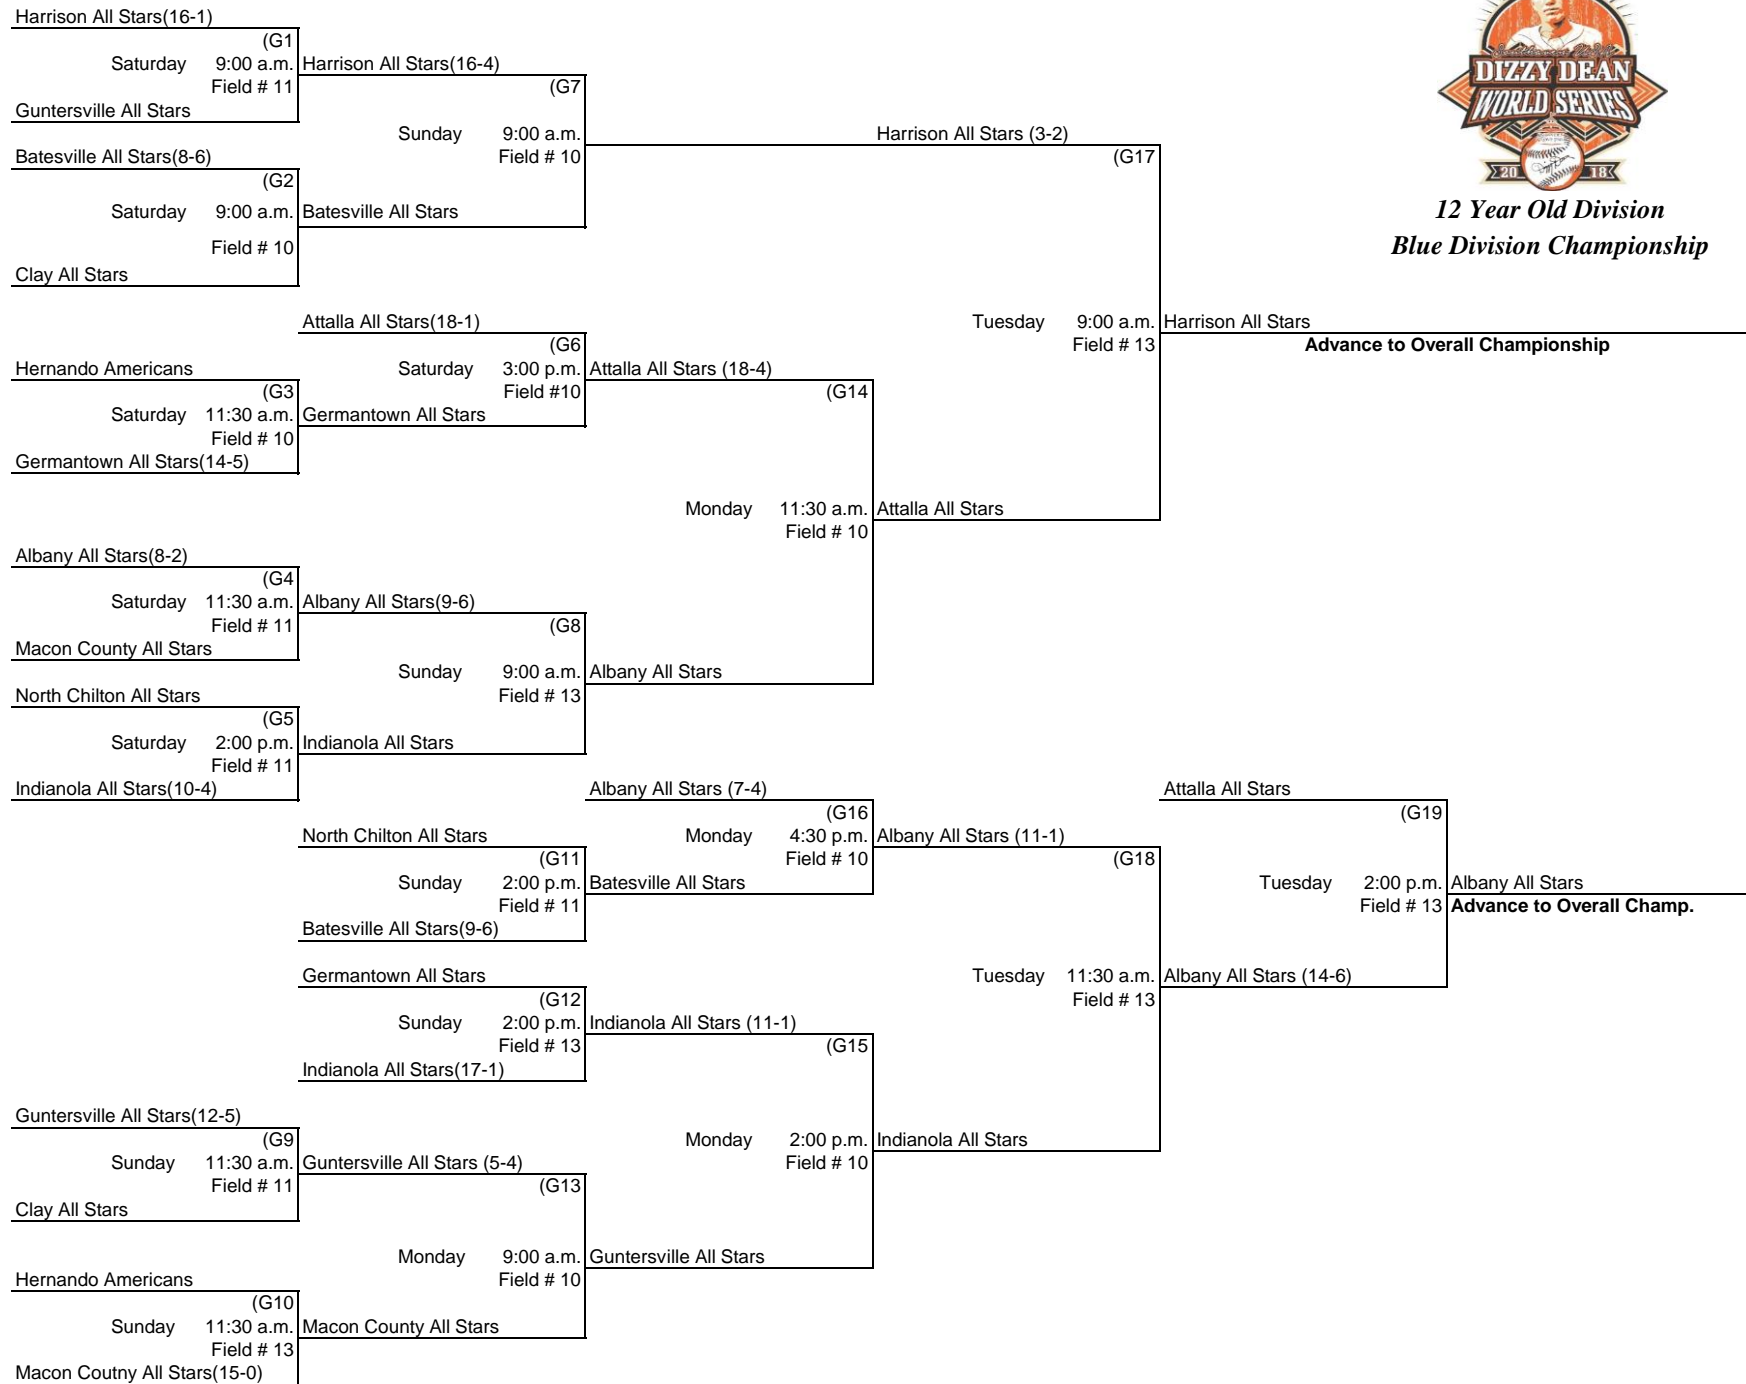 Harrison All Stars(16-1)
(G1
Saturday 9:00 a.m. Harrison All Stars(16-4)
Field # 11 (G7
Guntersville All Stars
Sunday 9:00 a.m. Harrison All Stars (3-2)
Batesville All Stars(8-6) Field # 10 (G17
(G2
Saturday 9:00 a.m. Batesville All Stars
Field # 10
Clay All Stars
DIZZY DEAN
WORLD SERIES
20 18
12 Year Old Division
Blue Division Championship
Attalla All Stars(18-1) Tuesday 9:00 a.m. Harrison All Stars
(G6 Field # 13 Advance to Overall Championship
Hernando Americans Saturday 3:00 p.m. Attalla All Stars (18-4)
(G3 Field #10 (G14
Saturday 11:30 a.m. Germantown All Stars
Field # 10
Germantown All Stars(14-5)
Monday 11:30 a.m. Attalla All Stars
Field # 10
Albany All Stars(8-2)
(G4
Saturday 11:30 a.m. Albany All Stars(9-6)
Field # 11 (G8
Macon County All Stars
Sunday 9:00 a.m. Albany All Stars
North Chilton All Stars Field # 13
(G5
Saturday 2:00 p.m. Indianola All Stars
Field # 11
Indianola All Stars(10-4) Albany All Stars (7-4) Attalla All Stars
(G16 (G19
North Chilton All Stars Monday 4:30 p.m. Albany All Stars (11-1)
(G11 Field # 10 (G18
Sunday 2:00 p.m. Batesville All Stars Tuesday 2:00 p.m. Albany All Stars
Field # 11 Field # 13 Advance to Overall Champ.
Batesville All Stars(9-6)
Germantown All Stars Tuesday 11:30 a.m. Albany All Stars (14-6)
(G12 Field # 13
Sunday 2:00 p.m. Indianola All Stars (11-1)
Field # 13 (G15
Indianola All Stars(17-1)
Guntersville All Stars(12-5)
(G9 Monday 2:00 p.m. Indianola All Stars
Sunday 11:30 a.m. Guntersville All Stars (5-4) Field # 10
Field # 11 (G13
Clay All Stars
Monday 9:00 a.m. Guntersville All Stars
Hernando Americans Field # 10
(G10
Sunday 11:30 a.m. Macon County All Stars
Field # 13
Macon Coutny All Stars(15-0)